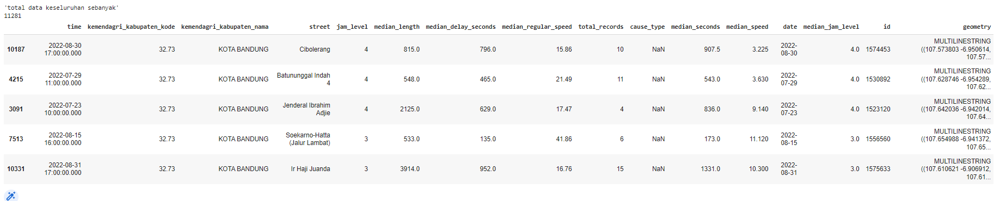 'total data keseluruhan sebanyak'
11281
time kemendagri_kabupaten_kode kemendagri_kabupaten_nama street jam_level median_length median_delay_seconds median_regular_speed total_records cause_type median_seconds median_speed date median_jam_level id geometry
10187 2022-08-30 17:00:00.000 32.73 KOTA BANDUNG Cibolerang 4 815.0 796.0 15.86 10 NaN 907.5 3.225 2022-08-30 4.0 1574453 MULTILINESTRING ((107.573803 -6.950614, 107.57...
4215 2022-07-29 11:00:00.000 32.73 KOTA BANDUNG Batununggal Indah 4 4 548.0 465.0 21.49 11 NaN 543.0 3.630 2022-07-29 4.0 1530892 MULTILINESTRING ((107.628746 -6.954289, 107.62...
3091 2022-07-23 10:00:00.000 32.73 KOTA BANDUNG Jenderal Ibrahim Adjie 4 2125.0 629.0 17.47 4 NaN 836.0 9.140 2022-07-23 4.0 1523120 MULTILINESTRING ((107.642036 -6.942014, 107.64...
7513 2022-08-15 16:00:00.000 32.73 KOTA BANDUNG Soekarno-Hatta (Jalur Lambat) 3 533.0 135.0 41.86 6 NaN 173.0 11.120 2022-08-15 3.0 1556560 MULTILINESTRING ((107.654988 -6.941372, 107.65...
10331 2022-08-31 17:00:00.000 32.73 KOTA BANDUNG Ir Haji Juanda 3 3914.0 952.0 16.76 15 NaN 1331.0 10.300 2022-08-31 3.0 1575633 MULTILINESTRING ((107.610621 -6.906912, 107.61...